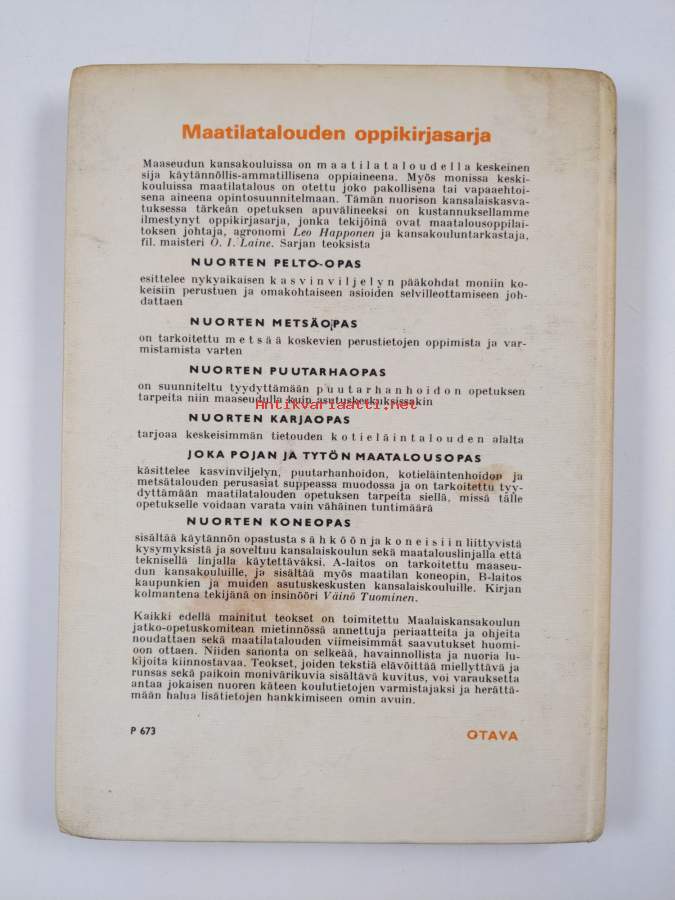 Maatilatalouden oppikirjasarja
Maaseudun kansakouluissa on maatilataloudella keskeinen
sija käytännöllis-ammatillisena oppiaineena. Myös monissa keski-
kouluissa maatilatalous on otettu joko pakollisena tai vapaaehtoi-
sena aineena opintosuunnitelmaan. Tämän nuorison kansalaiskasva-
tuksessa tärkeän opetuksen apuvälineeksi on kustannuksellamme
ilmestynyt oppikirjasarja, jonka tekijöinä ovat maatalousoppilai-
toksen johtaja, agronomi Leo Happonen ja kansakouluntarkastaja,
fil. maisteri O. I. Laine. Sarjan teoksista
NUORTEN PELTO-OPAS
esittelee nykyaikaisen kasvinviljelyn pääkohdat moniin ko-
keisiin perustuen ja omakohtaiseen asioiden selvilleottamiseen joh-
dattaen
NUORTEN METSÄOPAS
on tarkoitettu metsää koskevien perustietojen oppimista ja var-
mistamista varten
NUORTEN PUUTARHAOPAS
on suunniteltu tyydyttämään puutarhanhoidon opetuksen
tarpeita niin maaseudulla kuin asutuskeskuksissakin
Antikvariaatti.net
NUORTEN KARJAOPAS
tarjoaa keskeisimmän tietouden kotieläintalouden alalta
JOKA POJAN JA TYTÖN MAATALOUSOPAS
käsittelee kasvinviljelyn, puutarhanhoidon, kotieläintenhoidon ja
metsätalouden perusasiat suppeassa muodossa ja on tarkoitettu tyy-
dyttämään maatilatalouden opetuksen tarpeita siellä, missä tälle
opetukselle voidaan varata vain vähäinen tuntimäärä
NUORTEN KONEOPAS
sisältää käytännön opastusta sähköön ja koneisiin liittyvistä
kysymyksistä ja soveltuu kansalaiskoulun sekä maatalouslinjalla että
teknisellä linjalla käytettäväksi. A-laitos on tarkoitettu maaseu-
dun kansakouluille, ja sisältää myös maatilan koneopin, B-laitos
kaupunkien ja muiden asutuskeskusten kansalaiskouluille. Kirjan
kolmantena tekijänä on insinööri Väinö Tuominen.
Kaikki edellä mainitut teokset on toimitettu Maalaiskansakoulun
jatko-opetuskomitean mietinnössä annettuja periaatteita ja ohjeita
noudattaen sekä maatilatalouden viimeisimmät saavutukset huomi-
oon ottaen. Niiden sanonta on selkeää, havainnollista ja nuoria lu-
kijoita kiinnostavaa. Teokset, joiden tekstiä elävöittää miellyttävä ja
runsas sekä paikoin monivärikuvia sisältävä kuvitus, voi varauksetta
antaa jokaisen nuoren käteen koulutietojen varmistajaksi ja herättä-
mään halua lisätietojen hankkimiseen omin avuin.
P 673
OTAVA